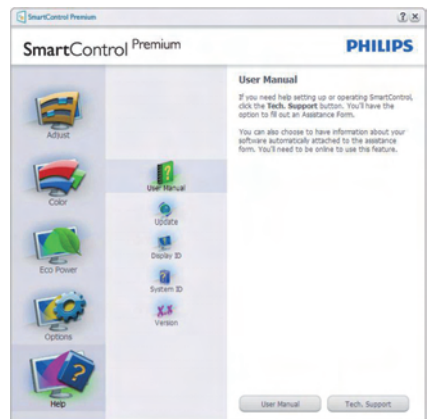 SmartControl Premium
SmartControl Premium
PHILIPS
Adjust
Color
Eco Power
Options
Help
User Manual
Update
Display ID
System ID
Version
User Manual
If you need help setting up or operating SmartControl,
click the Tech. Support button. You'll have the
option to fill out an Assistance Form.
You can also choose to have information about your
software automatically attached to the assistance
form. You'll need to be online to use this feature.
User Manual
Tech. Support